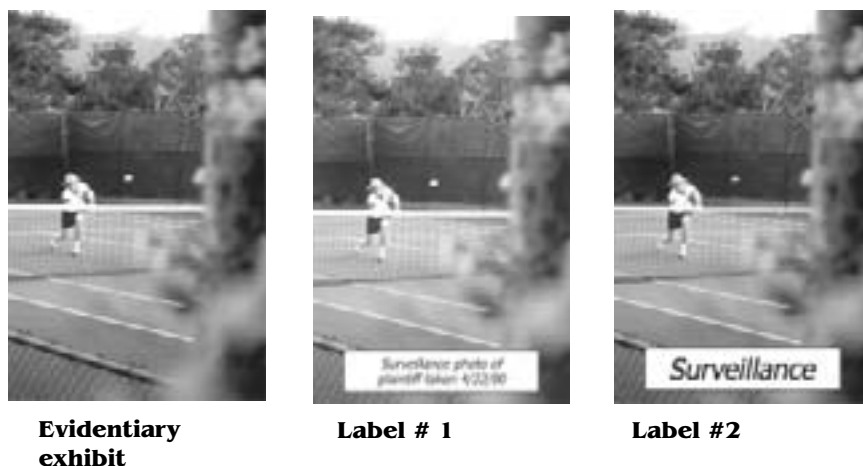 Surveillance photo of
plaintiff taken 4/22/00
Surveillance
Evidentiary
exhibit
Label # 1
Label #2